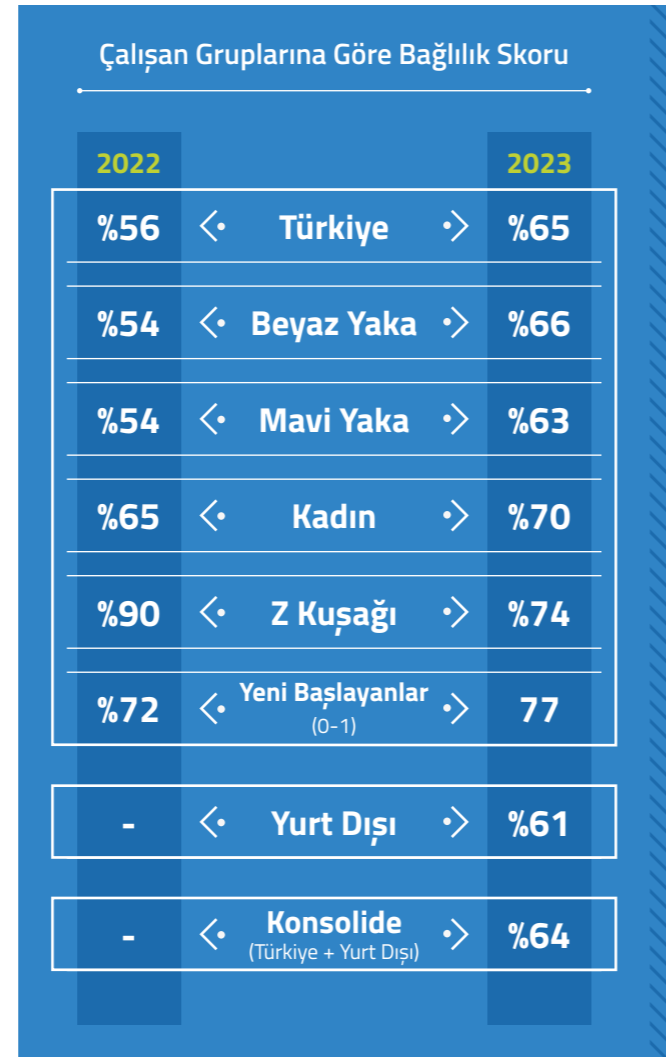 Çalışan Gruplarına Göre Bağlılık Skoru
2022 2023
%56 Türkiye %65
%54 Beyaz Yaka %66
%54 Mavi Yaka %63
%65 Kadın %70
%90 Z Kuşağı %74
%72 Yeni Başlayanlar 77
(0-1)
- Yurt Dışı %61
- Konsolide %64
(Türkiye + Yurt Dışı)